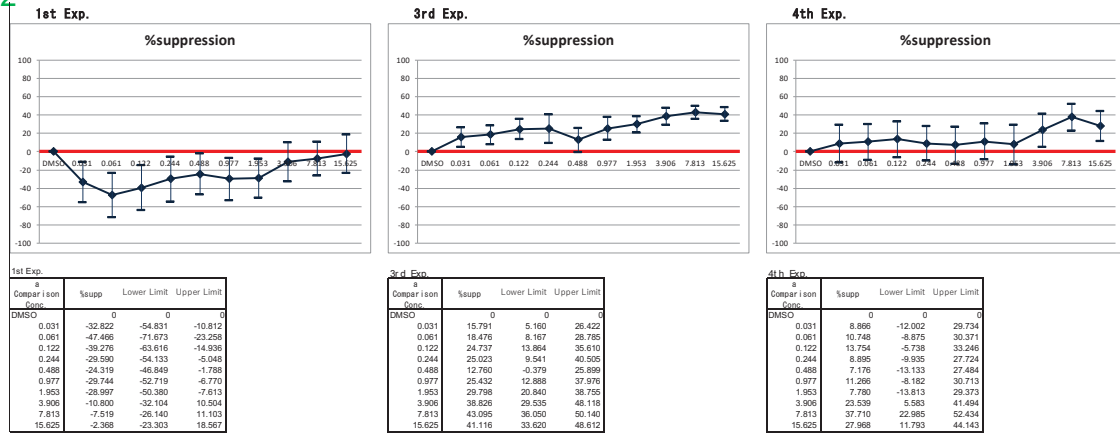 2
1st Exp.
%suppression
100
80
60
40
20
0
-20
-40
-60
-80
-100
DMSO 0.031 0.061 0.122 0.244 0.488 0.977 1.953 3.906 7.813 15.625
3rd Exp.
%suppression
100
80
60
40
20
0
-20
-40
-60
-80
-100
DMSO 0.031 0.061 0.122 0.244 0.488 0.977 1.953 3.906 7.813 15.625
4th Exp.
%suppression
100
80
60
40
20
0
-20
-40
-60
-80
-100
DMSO 0.031 0.061 0.122 0.244 0.488 0.977 1.953 3.906 7.813 15.625
1st Exp.
a
Comparison
Conc.
%supp Lower Limit Upper Limit
DMSO 0 0 0
0.031 -32.822 -54.831 -10.812
0.061 -47.466 -71.673 -23.258
0.122 -39.276 -63.616 -14.936
0.244 -29.590 -54.133 -5.048
0.488 -24.319 -46.849 -1.788
0.977 -29.744 -52.719 -6.770
1.953 -28.997 -50.380 -7.613
3.906 -10.800 -32.104 10.504
7.813 -7.519 -26.140 11.103
15.625 -2.368 -23.303 18.567
3rd Exp.
a
Comparison
Conc.
%supp Lower Limit Upper Limit
DMSO 0 0 0
0.031 15.791 5.160 26.422
0.061 18.476 8.167 28.785
0.122 24.737 13.864 35.610
0.244 25.023 9.541 40.505
0.488 12.760 -0.379 25.899
0.977 25.432 12.888 37.976
1.953 29.798 20.840 38.755
3.906 38.826 29.535 48.118
7.813 43.095 36.050 50.140
15.625 41.116 33.620 48.612
4th Exp.
a
Comparison
Conc.
%supp Lower Limit Upper Limit
DMSO 0 0 0
0.031 8.866 -12.002 29.734
0.061 10.748 -8.875 30.371
0.122 13.754 -5.738 33.246
0.244 8.895 -9.935 27.724
0.488 7.176 -13.133 27.484
0.977 11.266 -8.182 30.713
1.953 7.780 -13.813 29.373
3.906 23.539 5.583 41.494
7.813 37.710 22.985 52.434
15.625 27.968 11.793 44.143